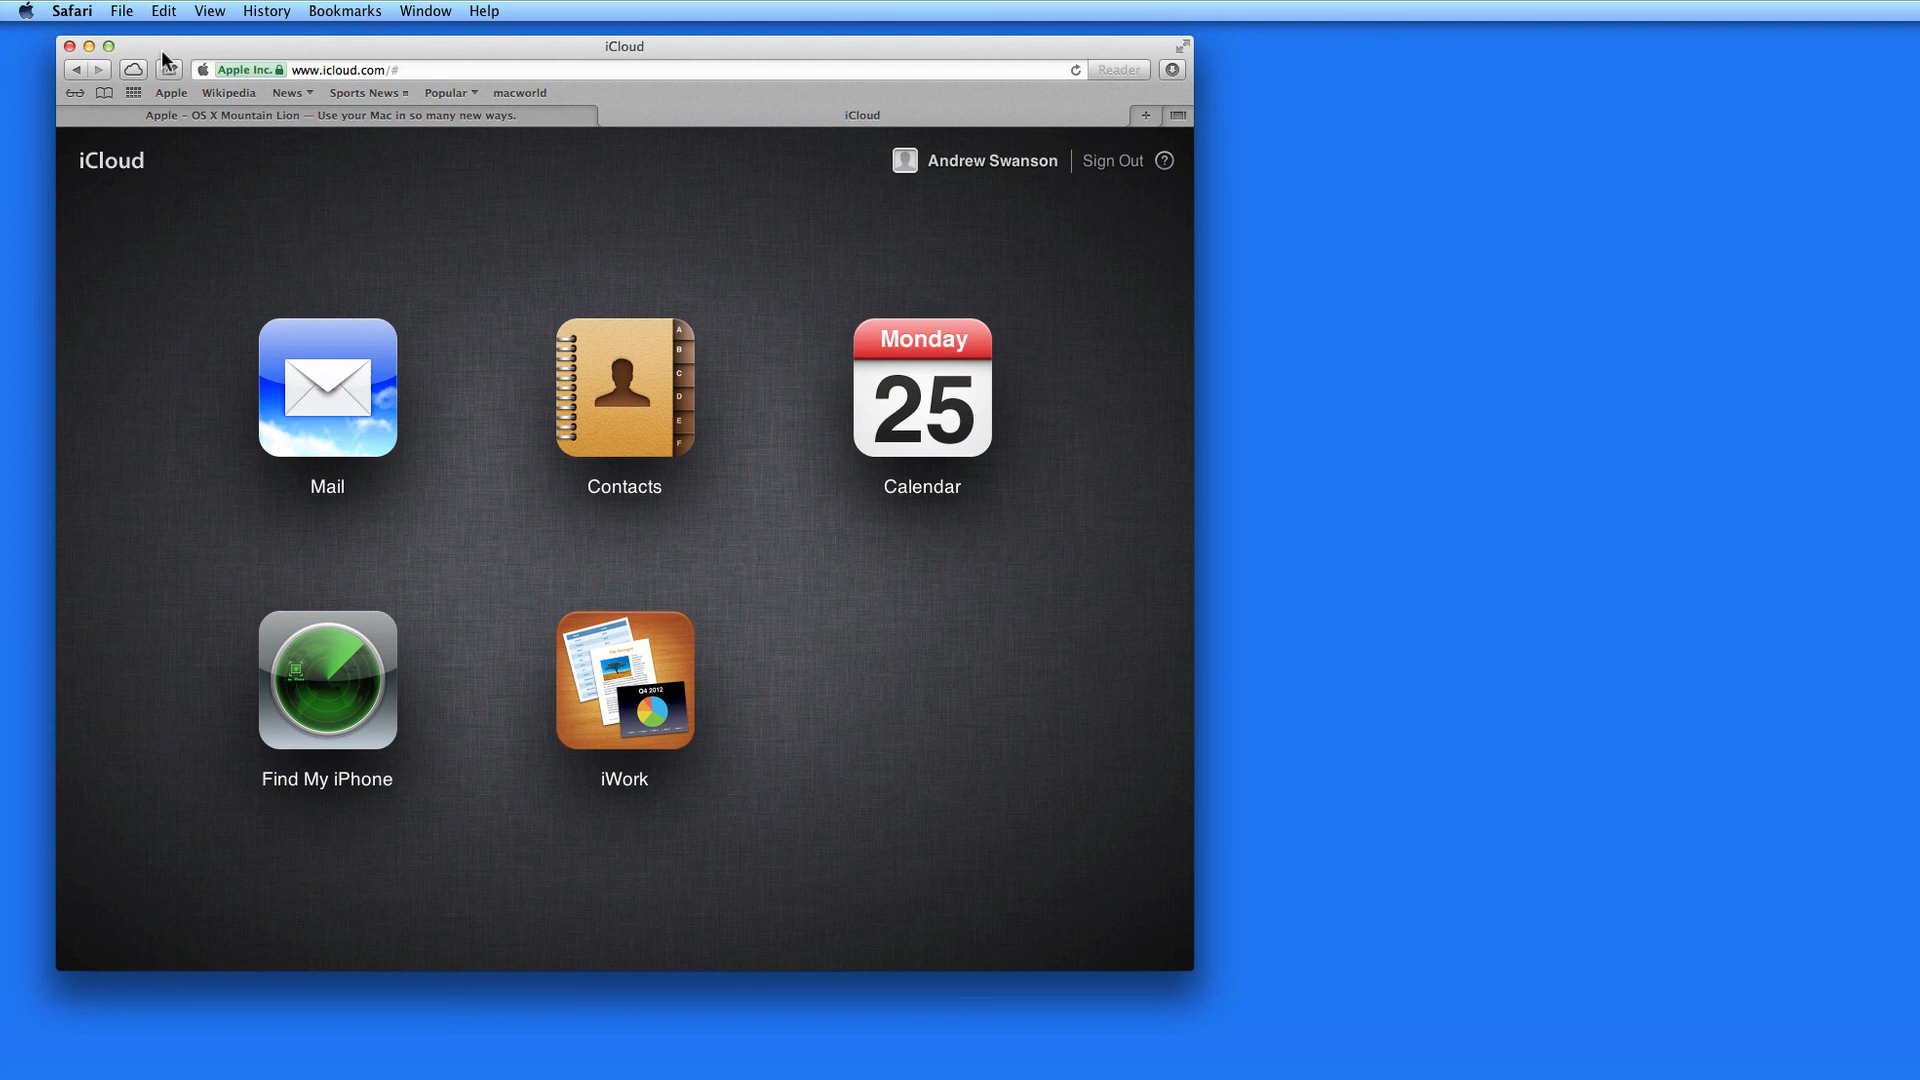 Safari File Edit View History Bookmarks Window Help
iCloud
Apple Inc. www.icloud.com/# Reader
Apple Wikipedia News Sports News Popular macworld
Apple – OS X Mountain Lion — Use your Mac in so many new ways. iCloud
iCloud Andrew Swanson Sign Out ?
A
B
C
D
E
F
Monday
25
Mail Contacts Calendar
Q4 2012
Find My iPhone iWork